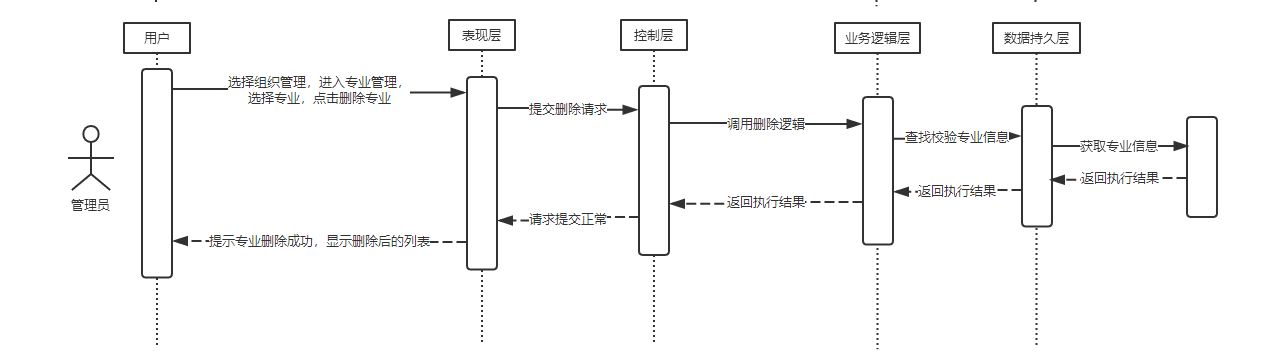 用户
表现层
控制层
业务逻辑层
数据持久层
选择组织管理，进入专业管理，
选择专业，点击删除专业
提交删除请求
调用删除逻辑
查找校验专业信息
获取专业信息
返回执行结果
返回执行结果
返回执行结果
请求提交正常
提示专业删除成功，显示删除后的列表
管理员